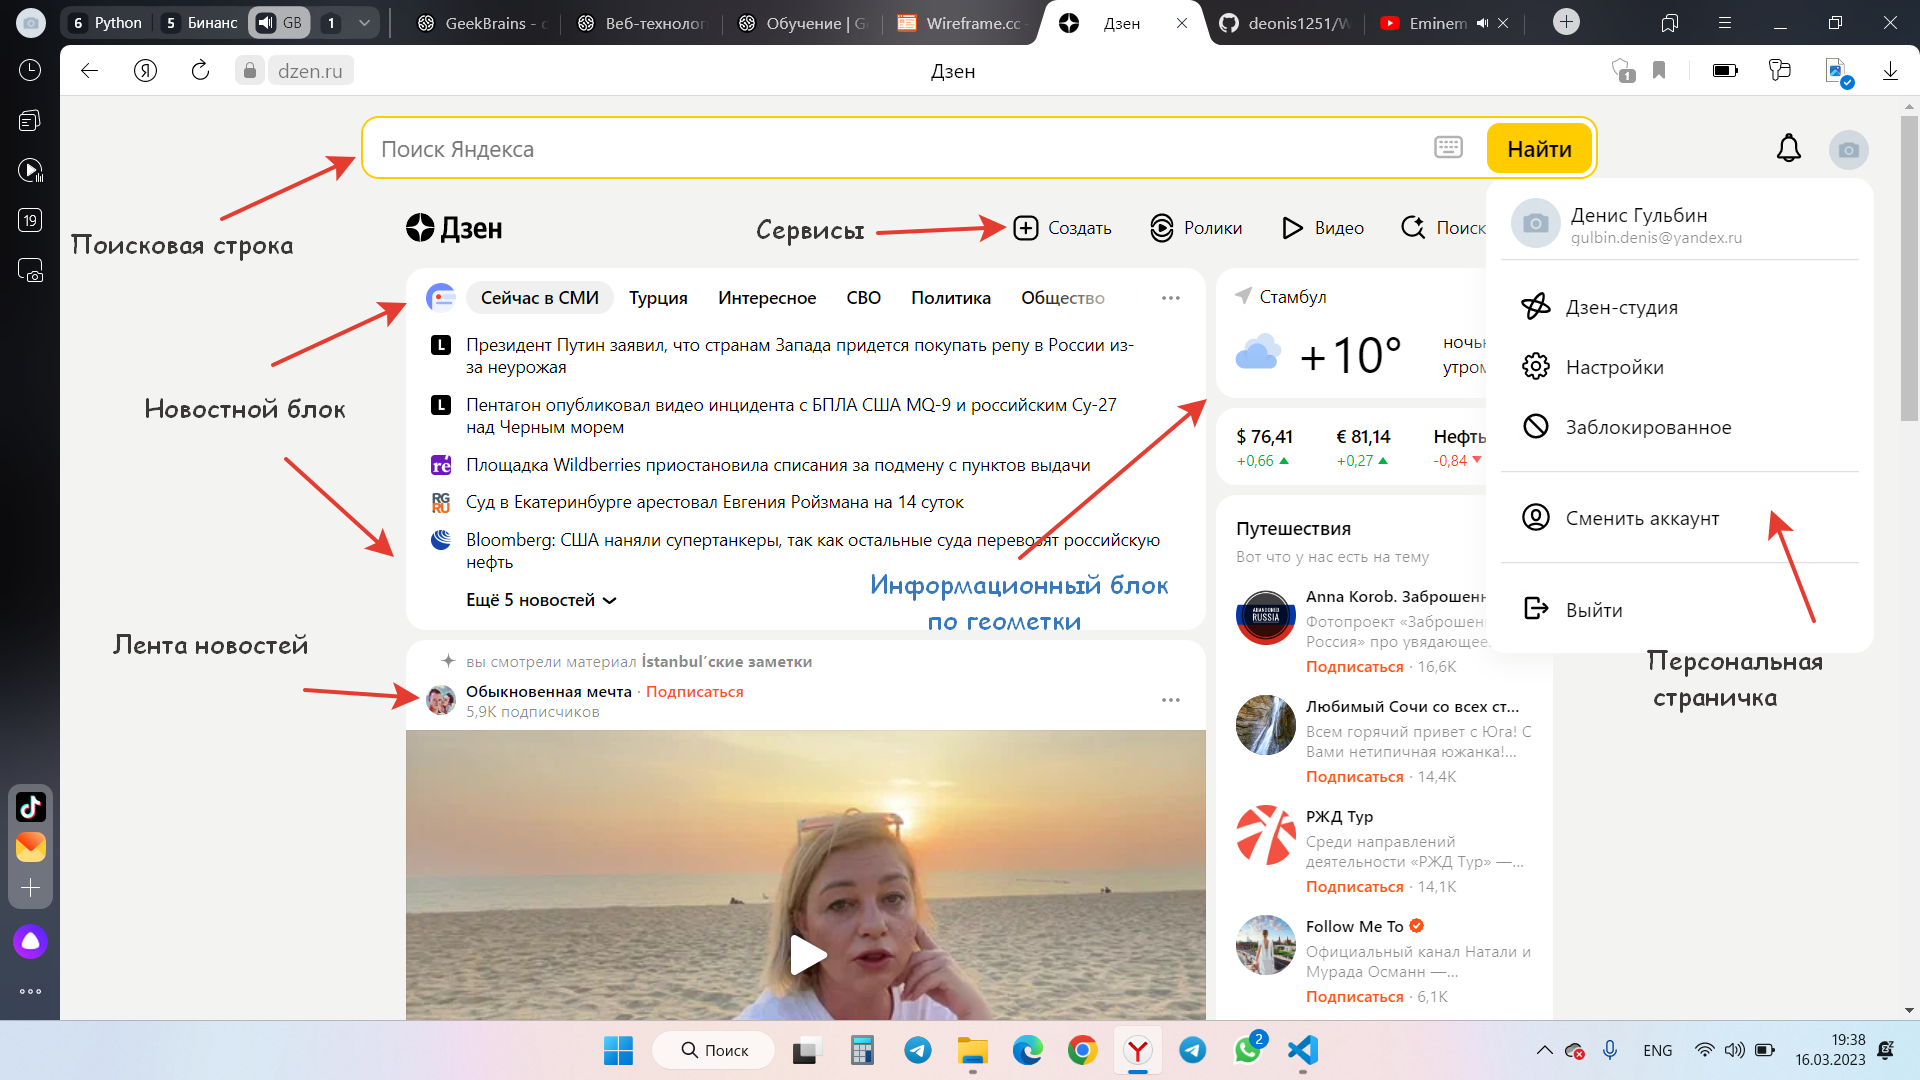 6 Python
5 Бинанс
GB
1
GeekBrains - c
Веб-технолог
Обучение | G
Wireframe.cc -
Дзен
deonis1251/W
Eminem
dzen.ru
Дзен
1
19
Поиск Яндекса
Найти
Поисковая строка
Дзен
Сервисы
Создать
Ролики
Видео
Поиск
Денис Гульбин
gulbin.denis@yandex.ru
Дзен-студия
Настройки
Заблокированное
Сменить аккаунт
Выйти
Персональная
страничка
Новостной блок
Сейчас в СМИ
Турция
Интересное
СВО
Политика
Общество
L
Президент Путин заявил, что странам Запада придется покупать репу в России из-
за неурожая
L
Пентагон опубликовал видео инцидента с БПЛА США MQ-9 и российским Су-27
над Черным морем
re
Площадка Wildberries приостановила списания за подмену с пунктов выдачи
RG
RU
Суд в Екатеринбурге арестовал Евгения Ройзмана на 14 суток
Bloomberg: США наняли супертанкеры, так как остальные суда перевозят российскую
нефть
Ещё 5 новостей
Информационный блок
по геометки
Стамбул
+10°
ночью
утром
$ 76,41
+0,66
€ 81,14
+0,27
Нефть
-0,84
Лента новостей
вы смотрели материал İstanbul’ские заметки
Обыкновенная мечта · Подписаться
5,9K подписчиков
Путешествия
Вот что у нас есть на тему
ABANDONED
RUSSIA
Anna Korob. Заброшенн
Фотопроект «Заброшенн
Россия» про увядающее
Подписаться · 16,6K
Любимый Сочи со всех ст...
Всем горячий привет с Юга! С
Вами нетипичная южанка!...
Подписаться · 14,4K
РЖД Тур
Среди направлений
деятельности «РЖД Тур» —...
Подписаться · 14,1K
Follow Me To
Официальный канал Натали и
Мурада Османн —...
Подписаться · 6,1K
Поиск
2
ENG
19:38
16.03.2023